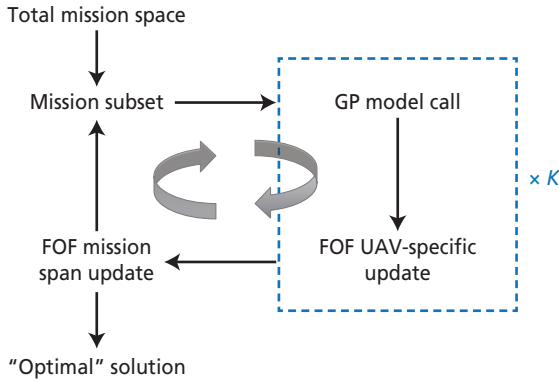 Total mission space
Mission subset
GP model call
× K
FOF mission
span update
FOF UAV-specific
update
“Optimal” solution